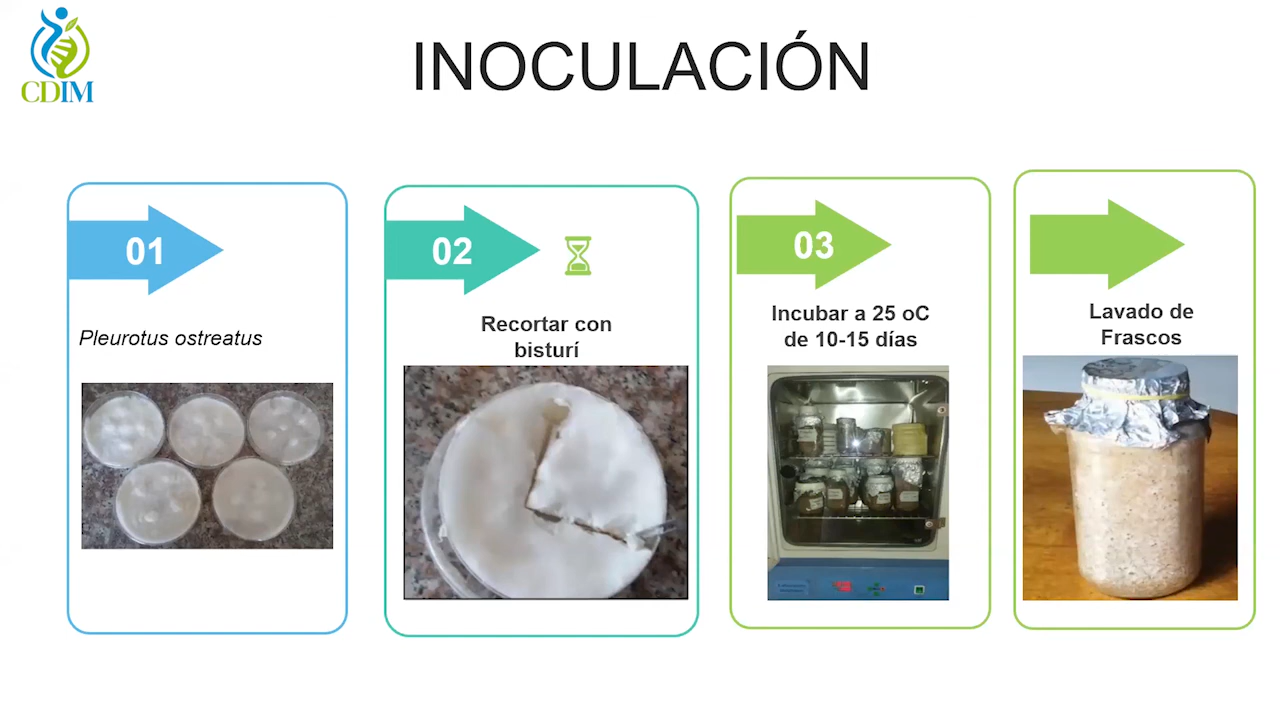 CDIM
INOCULACIÓN
01
Pleurotus ostreatus
02
Recortar con
bisturí
03
Incubar a 25 oC
de 10-15 días
Lavado de
Frascos